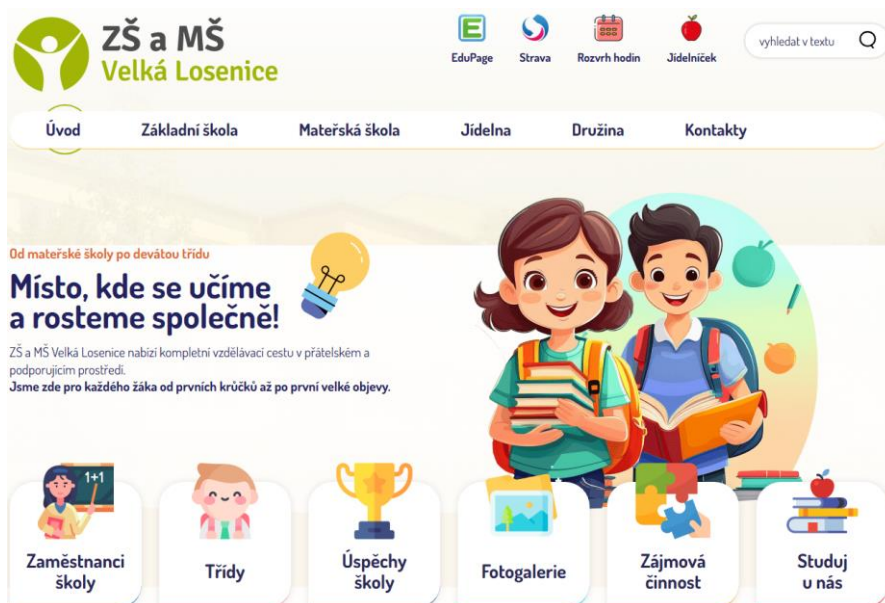 ZŠ a MŠ
Velká Losenice
EduPage
Strava
Rozvrh hodin
Jídelníček
vyhledat v textu
Úvod
Základní škola
Mateřská škola
Jídelna
Družina
Kontakty
Od mateřské školy po devátou třídu
Místo, kde se učíme
a rosteme společně!
ZŠ a MŠ Velká Losenice nabízí kompletní vzdělávací cestu v přátelském a
podporujícím prostředí.
Jsme zde pro každého žáka od prvních krůčků až po první velké objevy.
1+1
Zaměstnanci
školy
Třídy
Úspěchy
školy
Fotogalerie
Zájmová
činnost
Studuj
u nás